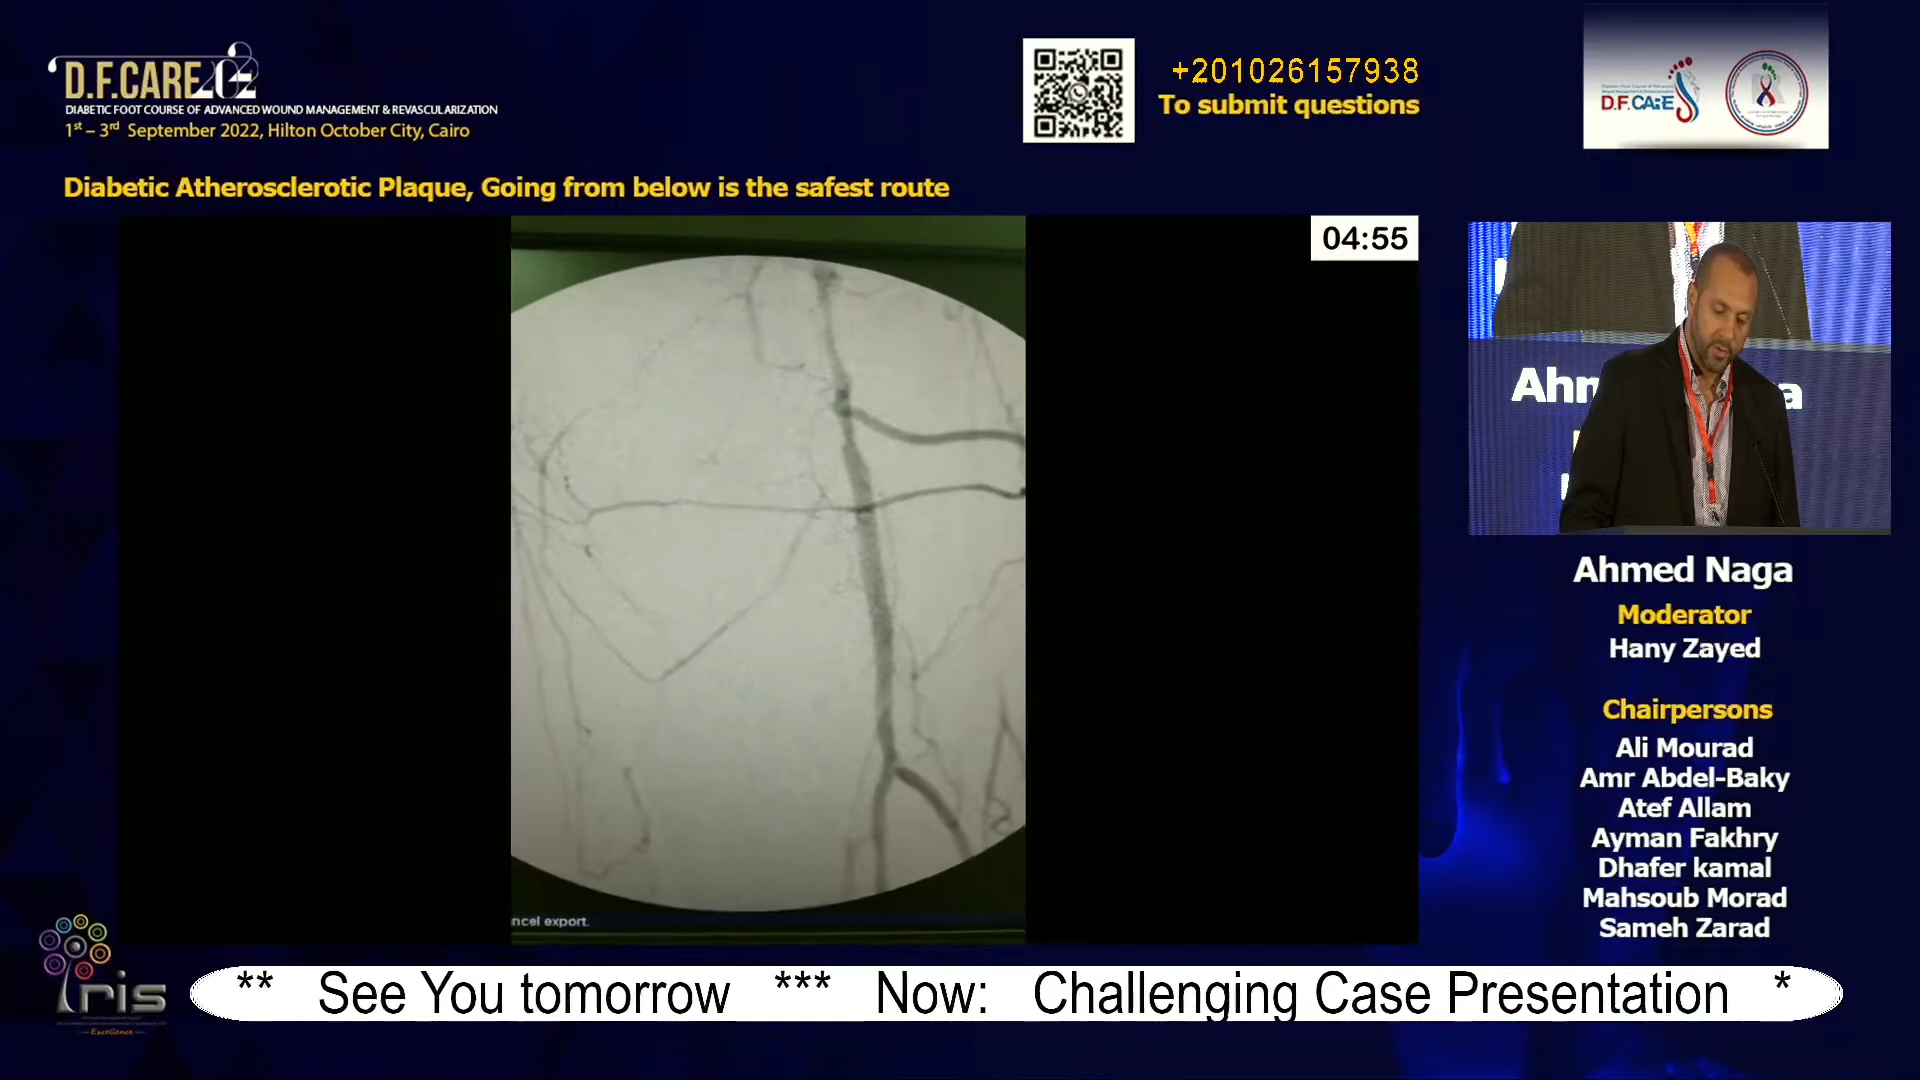 D.F.CARE
DIABETIC FOOT COURSE OF ADVANCED WOUND MANAGEMENT & REVASCULARIZATION
1st – 3rd September 2022, Hilton October City, Cairo
+201026157938
To submit questions
D.F.CARE
Diabetic Atherosclerotic Plaque, Going from below is the safest route
04:55
Ahmed Naga
Moderator
Hany Zayed
Chairpersons
Ali Mourad
Amr Abdel-Baky
Atef Allam
Ayman Fakhry
Dhafer kamal
Mahsoub Morad
Sameh Zarad
ncel export.
Iris
Excellence
** See You tomorrow *** Now: Challenging Case Presentation *